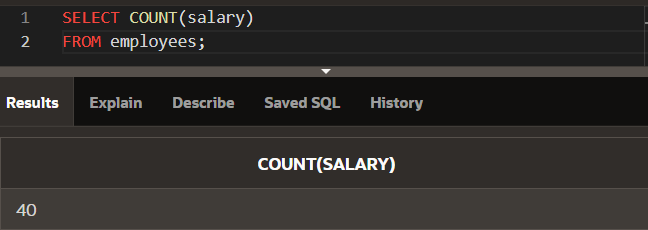 1 SELECT COUNT(salary)
2 FROM employees;
Results Explain Describe Saved SQL History
COUNT(SALARY)
40